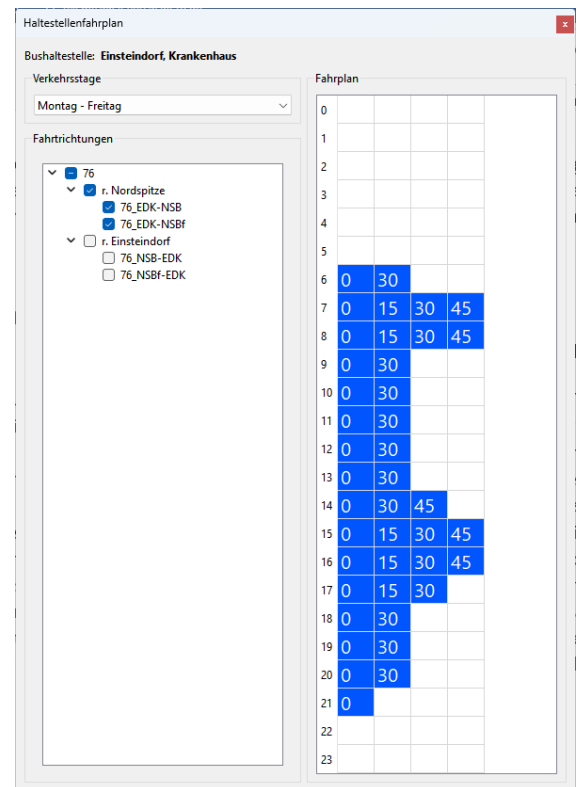 Haltestellenfahrplan
x
Bushaltestelle: Einsteindorf, Krankenhaus
Verkehrsstage
Montag - Freitag
Fahrtrichtungen
76
r. Nordspitze
76_EDK-NSB
76_EDK-NSBf
r. Einsteindorf
76_NSB-EDK
76_NSBf-EDK
Fahrplan
0
1
2
3
4
5
6 0 30
7 0 15 30 45
8 0 15 30 45
9 0 30
10 0 30
11 0 30
12 0 30
13 0 30
14 0 30 45
15 0 15 30 45
16 0 15 30 45
17 0 15 30
18 0 30
19 0 30
20 0 30
21 0
22
23